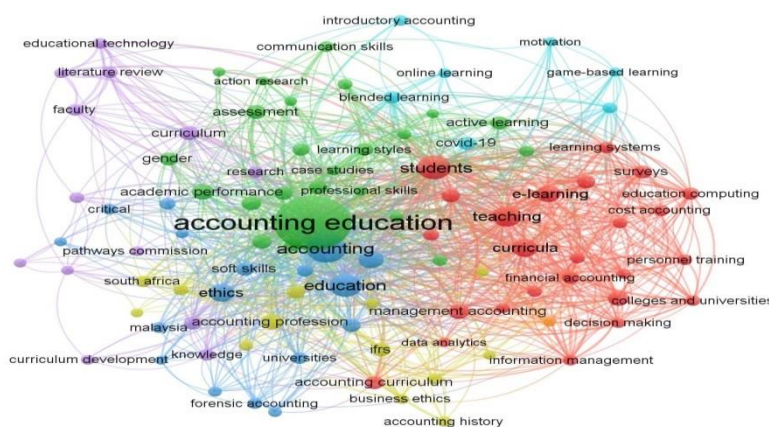 introductory accounting
educational technology
communication skills
motivation
literature review
action research
online learning
game-based learning
faculty
assessment
blended learning
curriculum
active learning
gender
learning styles
covid-19
learning systems
research
case studies
students
surveys
academic performance
professional skills
e-learning
education computing
critical
accounting education
teaching
cost accounting
pathways commission
accounting
curricula
personnel training
south africa
soft skills
ethics
education
financial accounting
colleges and universities
malaysia
accounting profession
management accounting
decision making
curriculum development
knowledge
universities
ifrs
data analytics
information management
accounting curriculum
forensic accounting
business ethics
accounting history